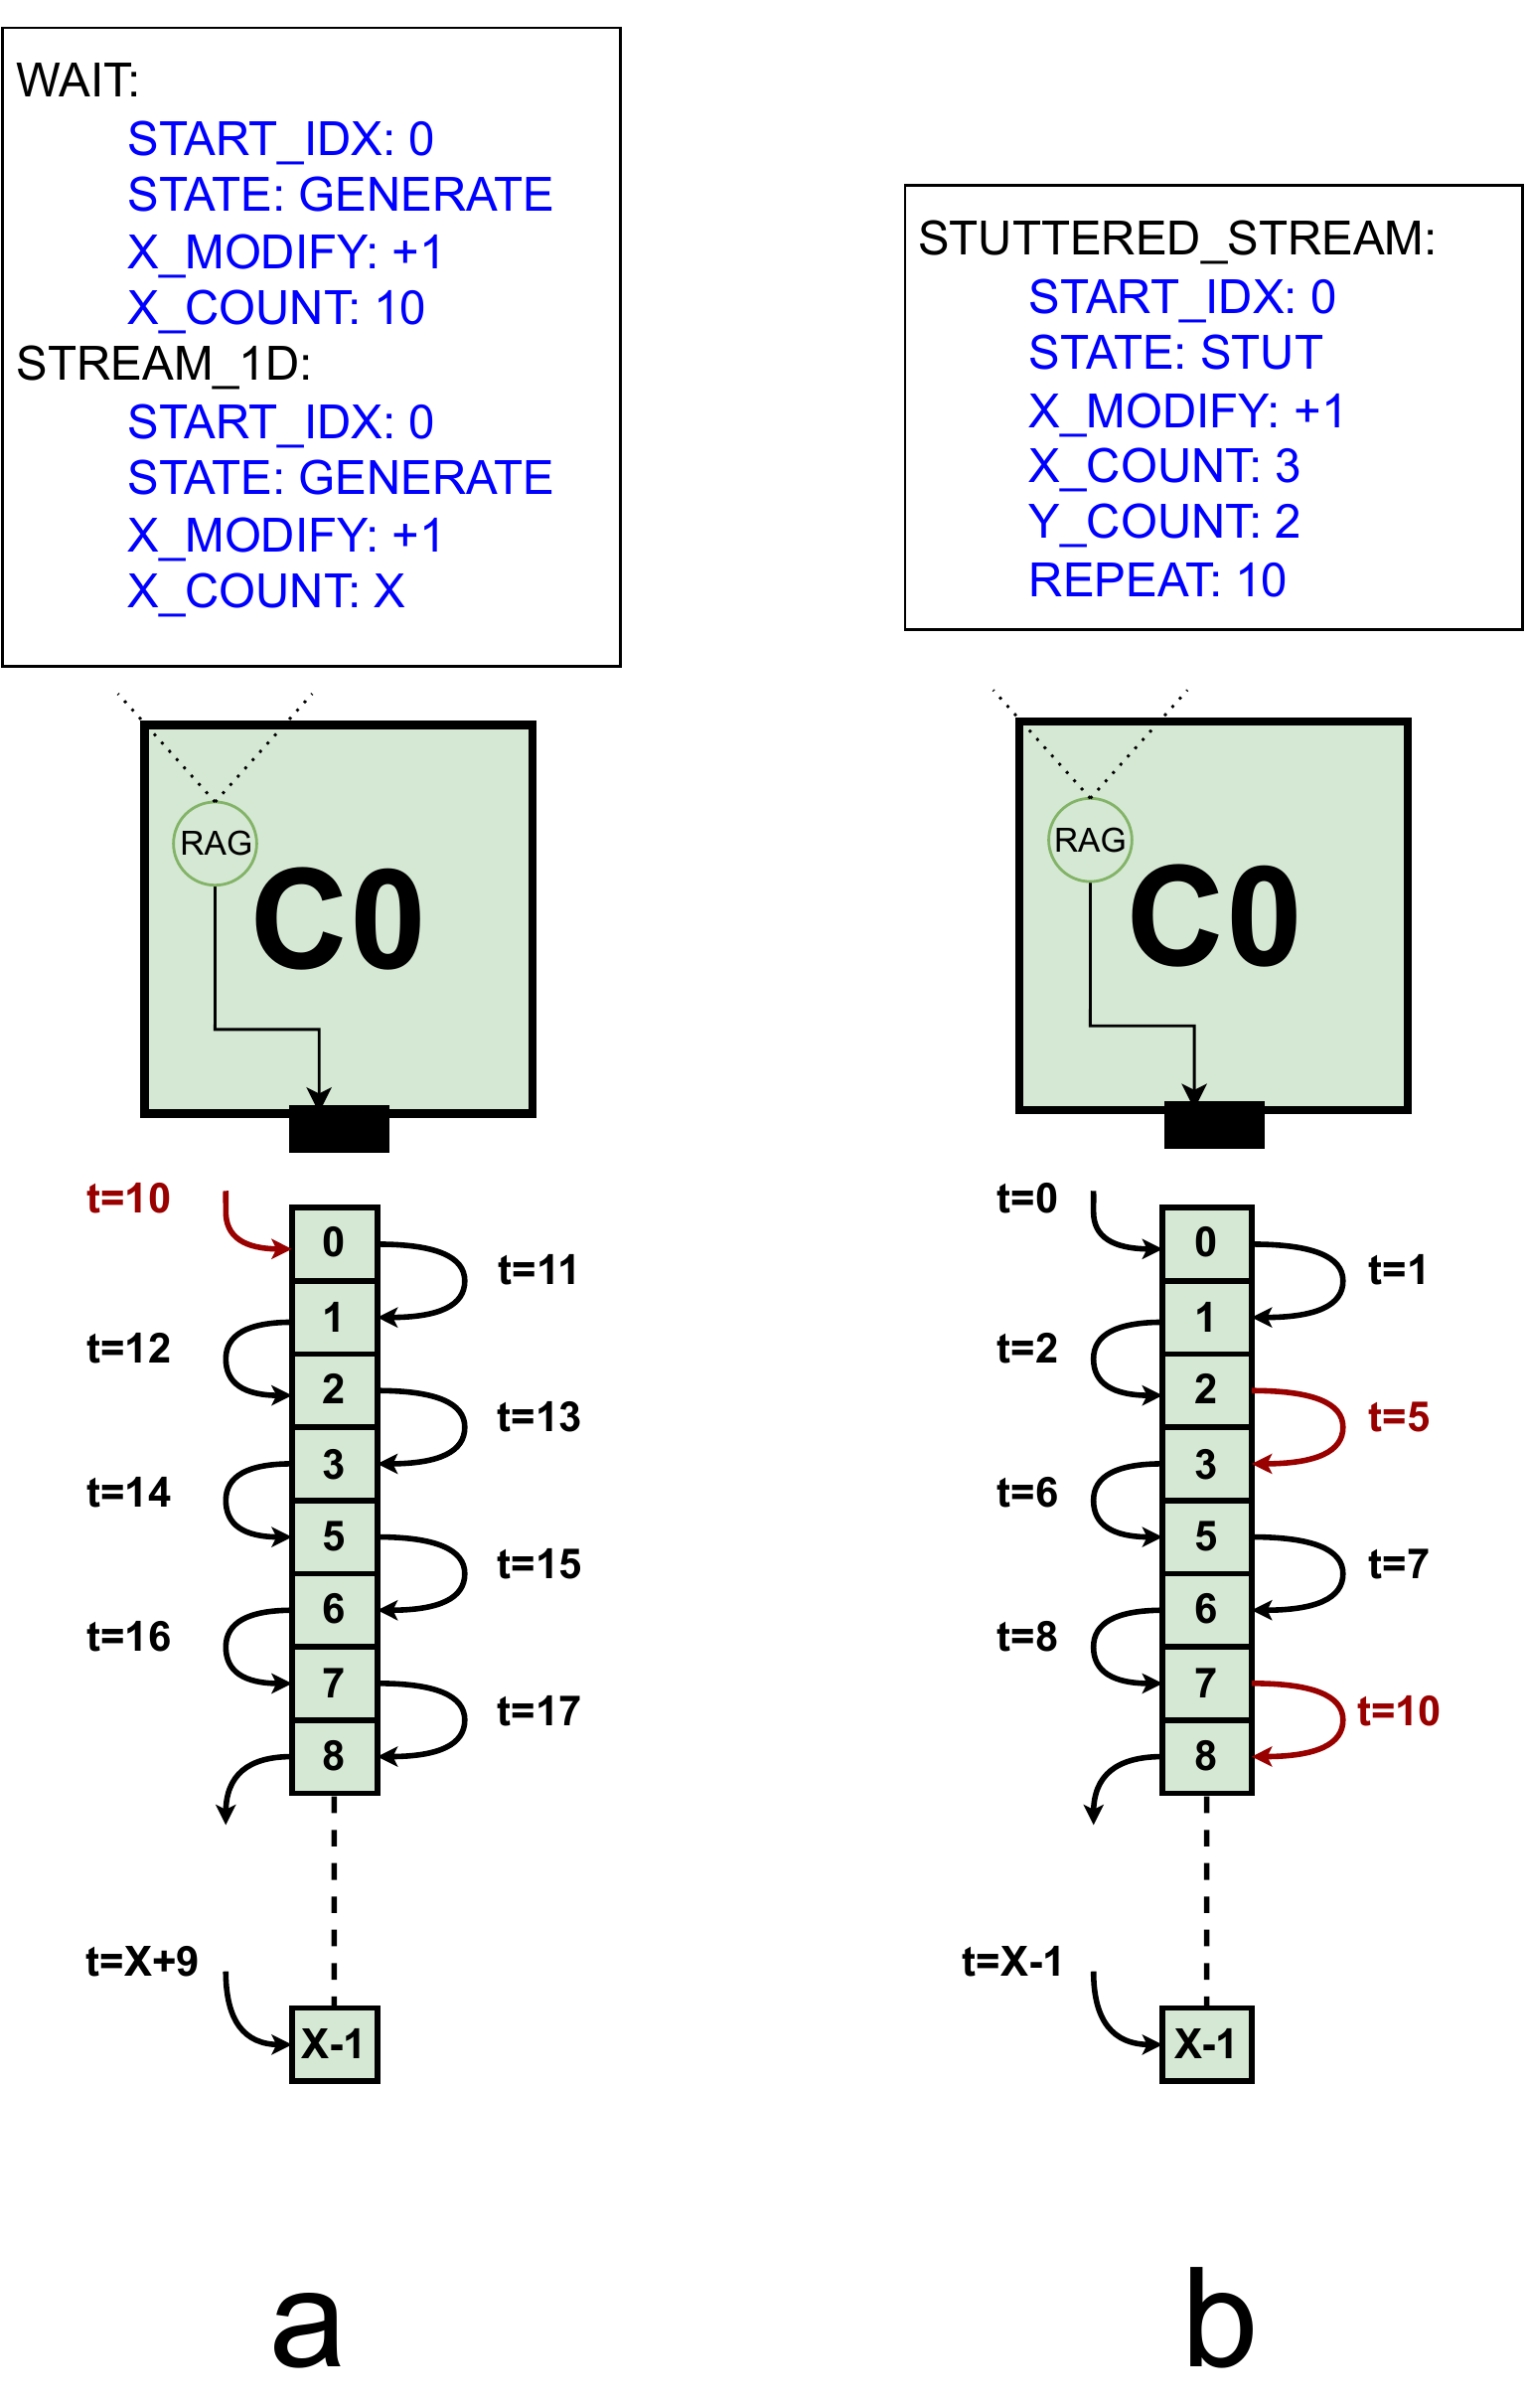 WAIT:
START_IDX: 0
STATE: GENERATE
X_MODIFY: +1
X_COUNT: 10
STREAM_1D:
START_IDX: 0
STATE: GENERATE
X_MODIFY: +1
X_COUNT: X
RAG
C0
t=10
0
t=11
1
t=12
2
t=13
3
t=14
5
t=15
6
t=16
7
t=17
8
t=X+9
X-1
a
STUTTERED_STREAM:
START_IDX: 0
STATE: STUT
X_MODIFY: +1
X_COUNT: 3
Y_COUNT: 2
REPEAT: 10
RAG
C0
t=0
0
t=1
1
t=2
2
t=5
3
t=6
5
t=7
6
t=8
7
t=10
8
t=X-1
X-1
b